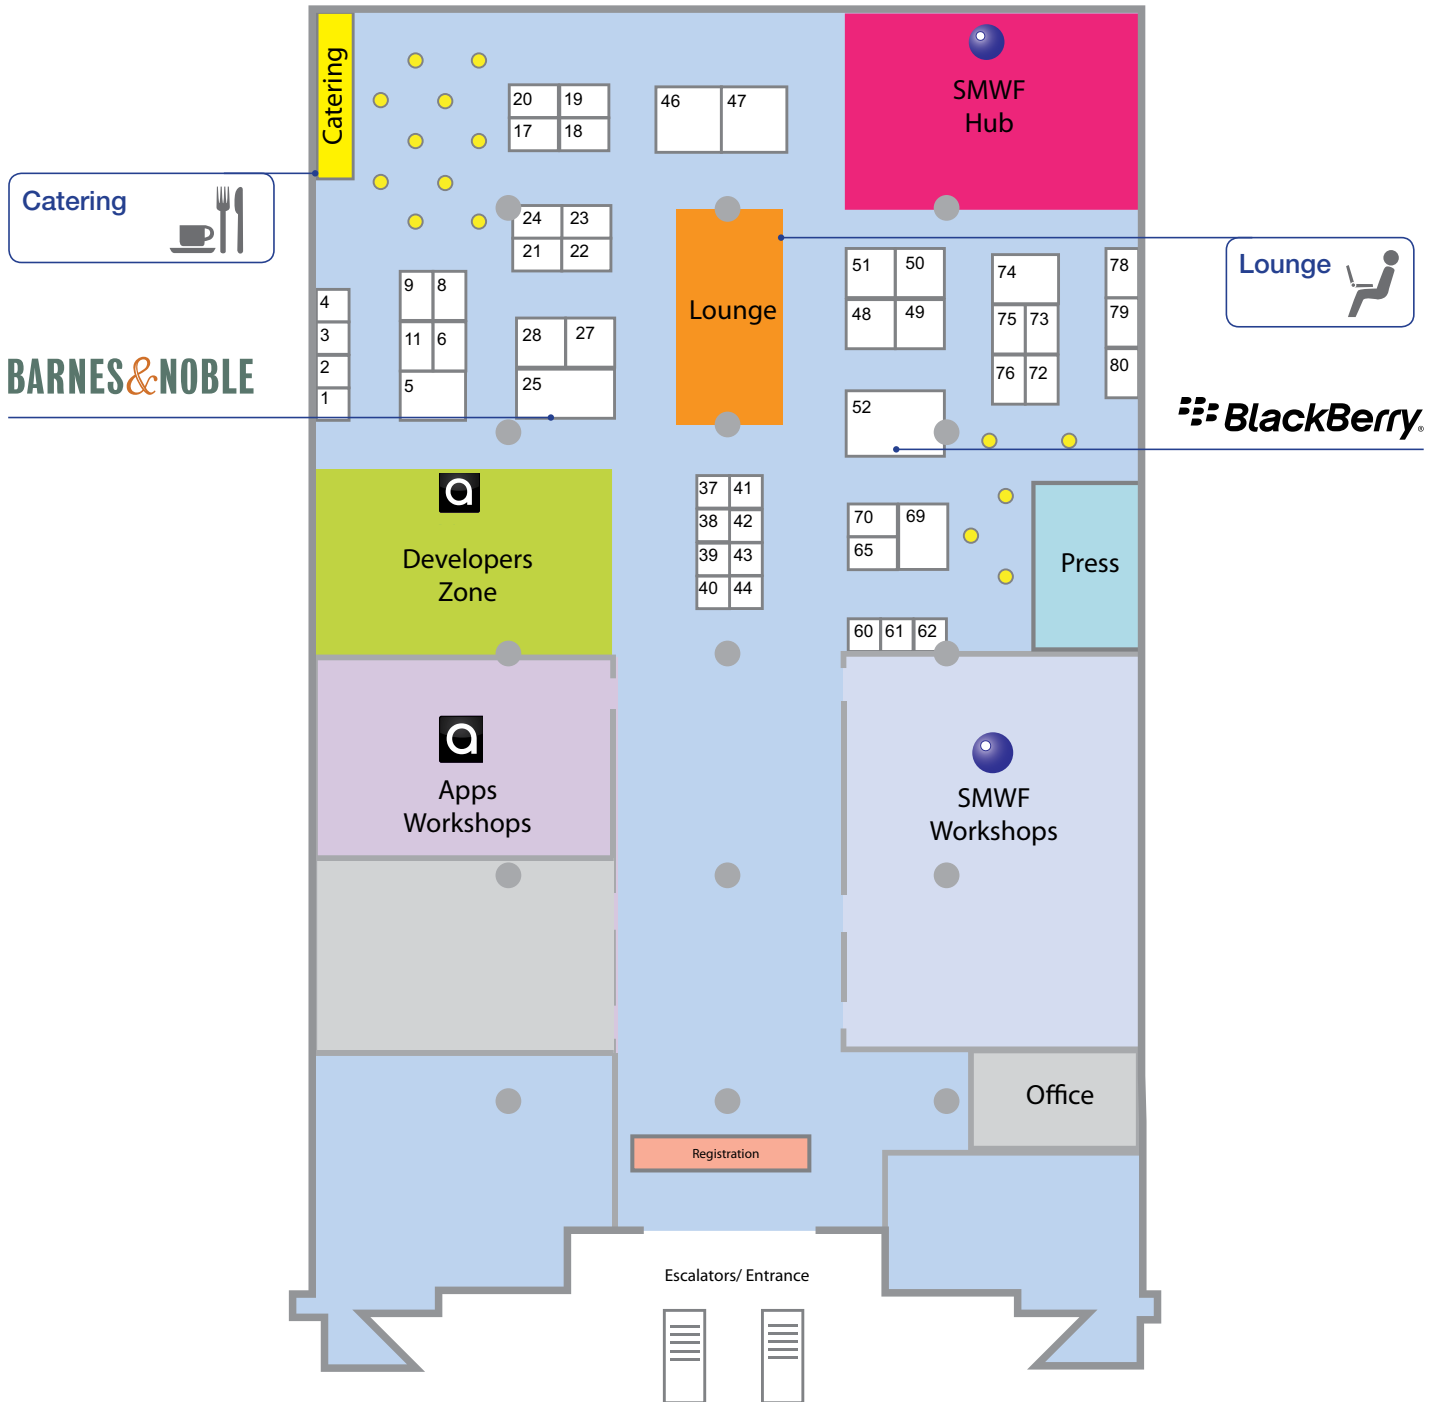 Catering
SMWF
Hub
20 19
17 18
46 47
Catering
24 23
21 22
Lounge
51 50
48 49
74
75 73
76 72
78
79
80
Lounge
4
3
2
1
9 8
11 6
5
28 27
25
BARNES&NOBLE
52
BlackBerry®
Developers
Zone
37 41
38 42
39 43
40 44
70 69
65
Press
60 61 62
Apps
Workshops
SMWF
Workshops
Office
Registration
Escalators/ Entrance